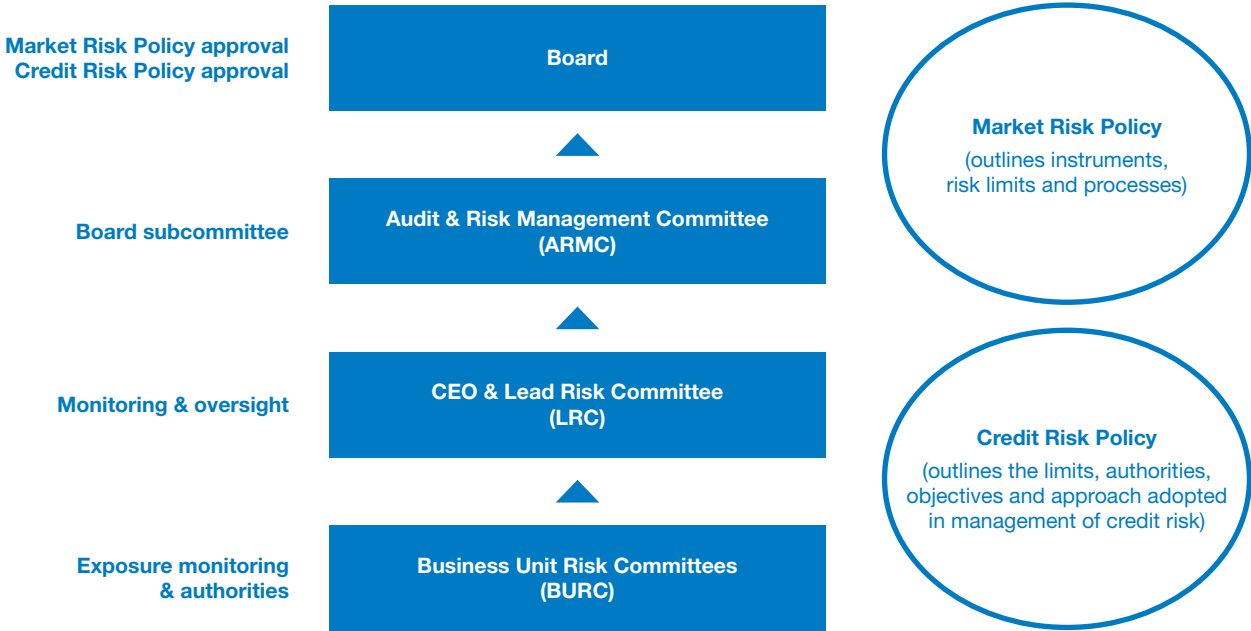 Market Risk Policy approval
Credit Risk Policy approval
Board
Board subcommittee
Audit & Risk Management Committee
(ARMC)
Monitoring & oversight
CEO & Lead Risk Committee
(LRC)
Exposure monitoring
& authorities
Business Unit Risk Committees
(BURC)
Market Risk Policy
(outlines instruments,
risk limits and processes)
Credit Risk Policy
(outlines the limits, authorities,
objectives and approach adopted
in management of credit risk)